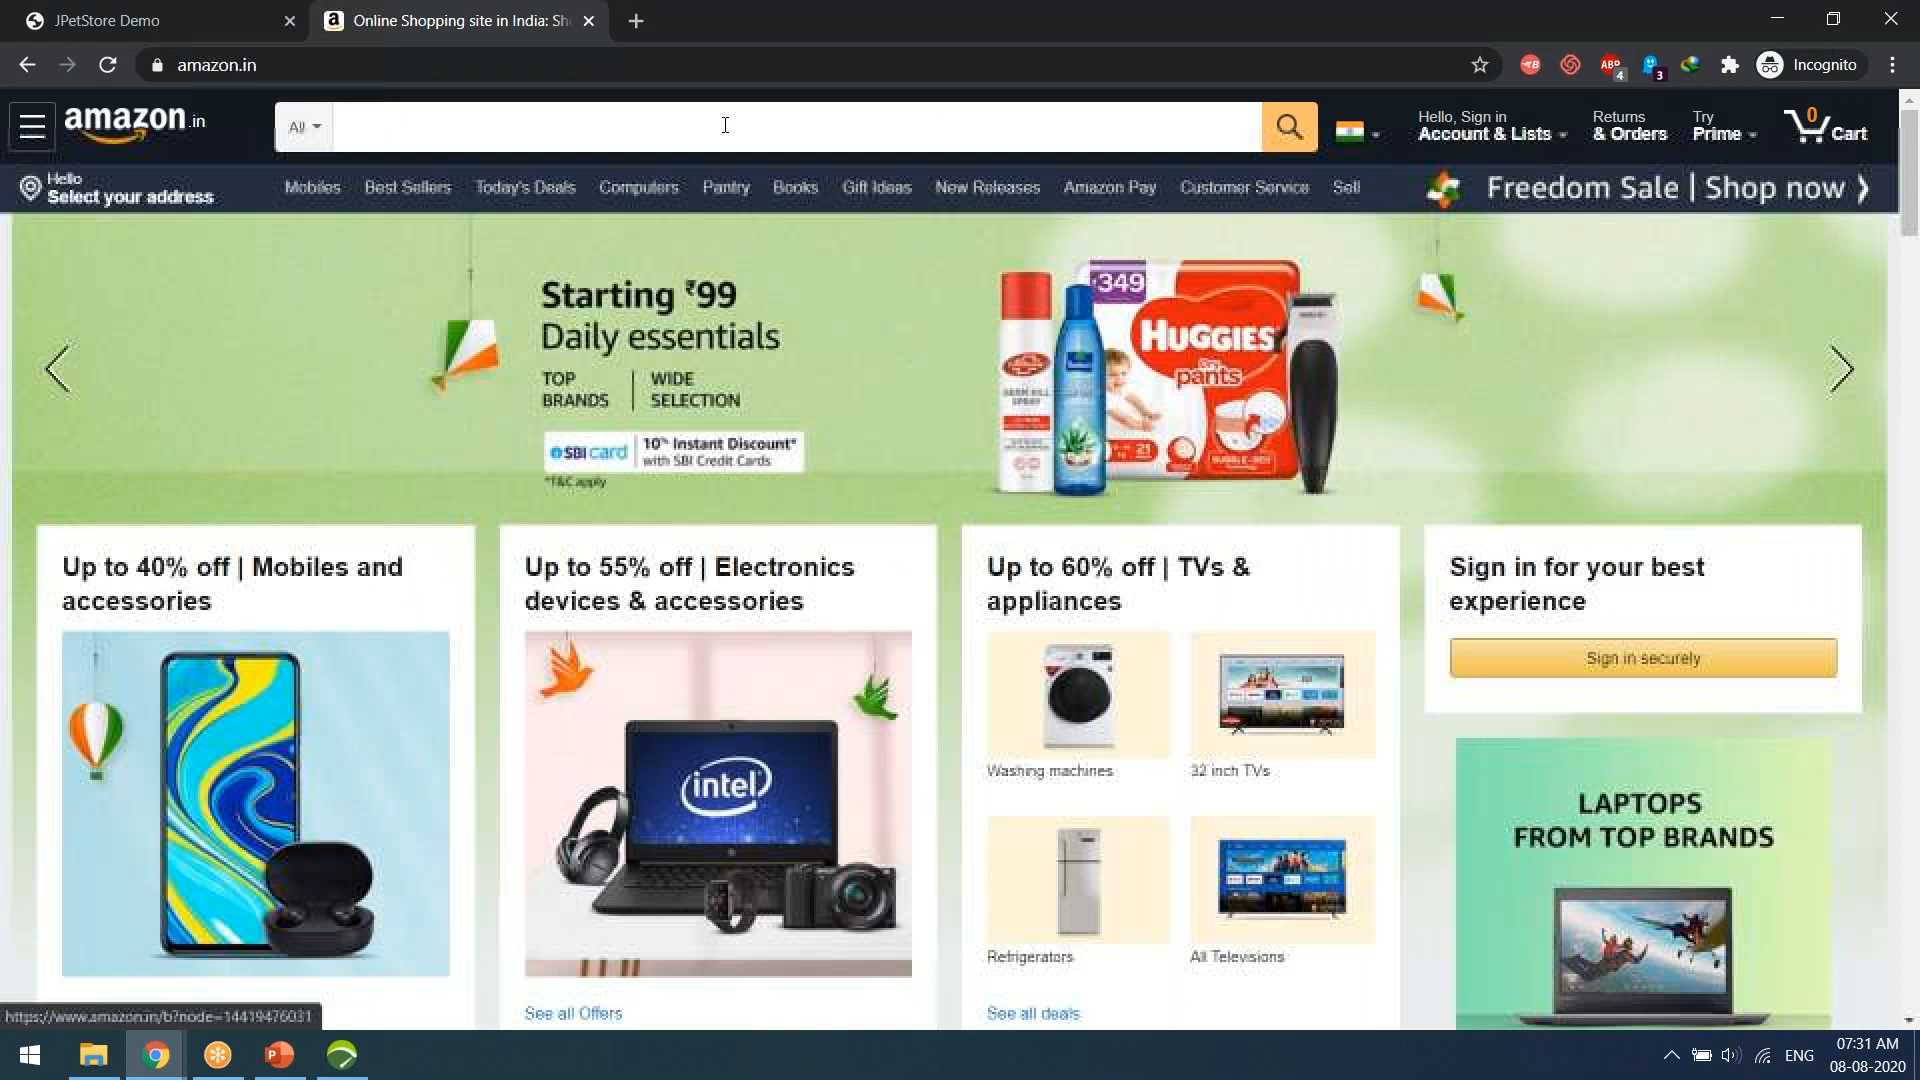 JPetStore Demo
Online Shopping site in India: Sh
amazon.in
ABP
4
3
Incognito
amazon.in
All
Hello, Sign in
Account & Lists
Returns
& Orders
Try
Prime
0
Cart
Hello
Select your address
Mobiles
Best Sellers
Today's Deals
Computers
Pantry
Books
Gift Ideas
New Releases
Amazon Pay
Customer Service
Sell
Freedom Sale | Shop now
Starting ₹99
Daily essentials
TOP
BRANDS
WIDE
SELECTION
SBI card
10% Instant Discount*
with SBI Credit Cards
*T&C apply
349
HUGGIES
pants
Up to 40% off | Mobiles and
accessories
Up to 55% off | Electronics
devices & accessories
Up to 60% off | TVs &
appliances
Sign in for your best
experience
Sign in securely
intel
Washing machines
32 inch TVs
Refrigerators
All Televisions
LAPTOPS
FROM TOP BRANDS
See all Offers
See all deals
https://www.amazon.in/b?node=14419476031
ENG
07:31 AM
08-08-2020